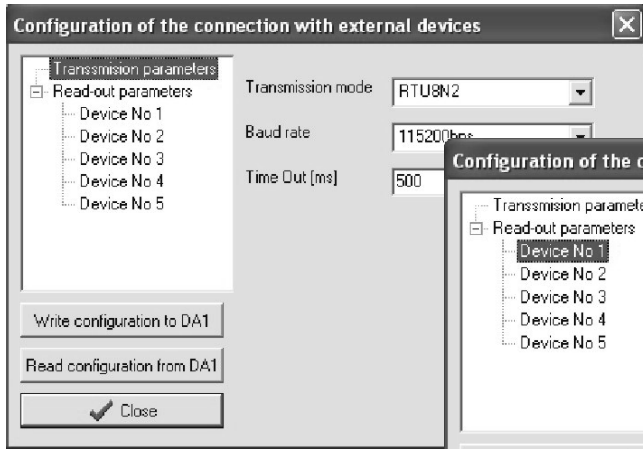 Configuration of the connection with external devices
Transsmision parameters
Read-out parameters
Device No 1
Device No 2
Device No 3
Device No 4
Device No 5
Transmission mode
RTU8N2
Baud rate
115200bps
Time Out [ms]
500
Write configuration to DA1
Read configuration from DA1
Close
Configuration of the c
Transsmision paramete
Read-out parameters
Device No 1
Device No 2
Device No 3
Device No 4
Device No 5